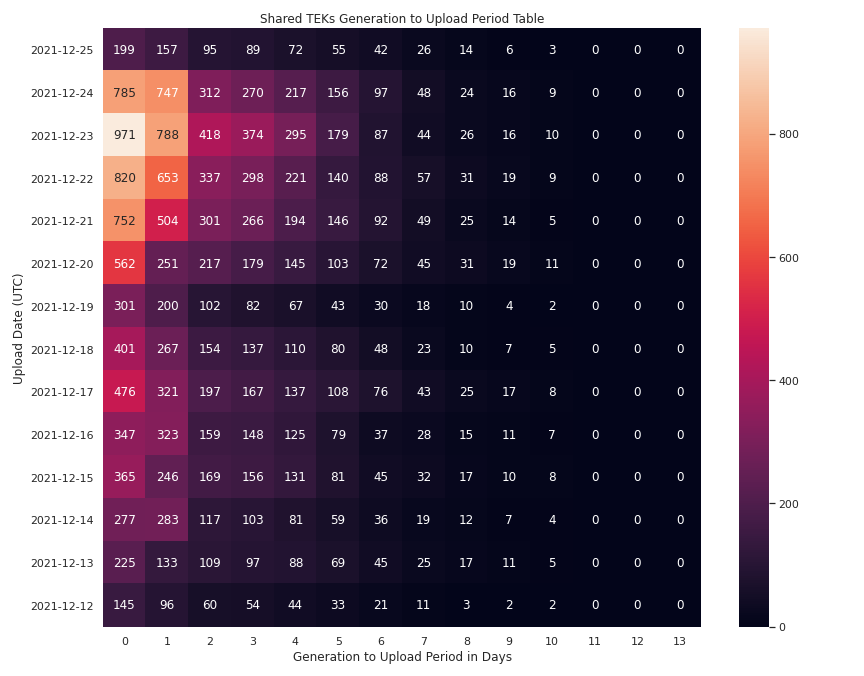 Shared TEKs Generation to Upload Period Table
Upload Date (UTC)
2021-12-25 199 157 95 89 72 55 42 26 14 6 3 0 0 0
2021-12-24 785 747 312 270 217 156 97 48 24 16 9 0 0 0
2021-12-23 971 788 418 374 295 179 87 44 26 16 10 0 0 0
2021-12-22 820 653 337 298 221 140 88 57 31 19 9 0 0 0
2021-12-21 752 504 301 266 194 146 92 49 25 14 5 0 0 0
2021-12-20 562 251 217 179 145 103 72 45 31 19 11 0 0 0
2021-12-19 301 200 102 82 67 43 30 18 10 4 2 0 0 0
2021-12-18 401 267 154 137 110 80 48 23 10 7 5 0 0 0
2021-12-17 476 321 197 167 137 108 76 43 25 17 8 0 0 0
2021-12-16 347 323 159 148 125 79 37 28 15 11 7 0 0 0
2021-12-15 365 246 169 156 131 81 45 32 17 10 8 0 0 0
2021-12-14 277 283 117 103 81 59 36 19 12 7 4 0 0 0
2021-12-13 225 133 109 97 88 69 45 25 17 11 5 0 0 0
2021-12-12 145 96 60 54 44 33 21 11 3 2 2 0 0 0
0 1 2 3 4 5 6 7 8 9 10 11 12 13
Generation to Upload Period in Days
800
600
400
200
0